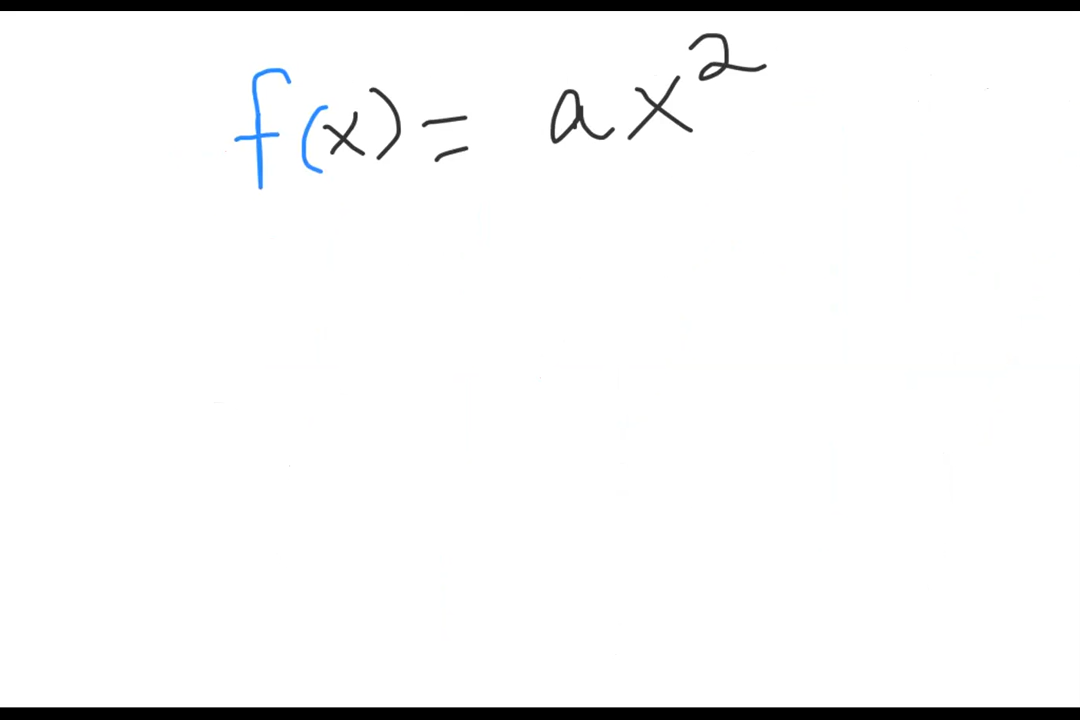 f(x) = ax²